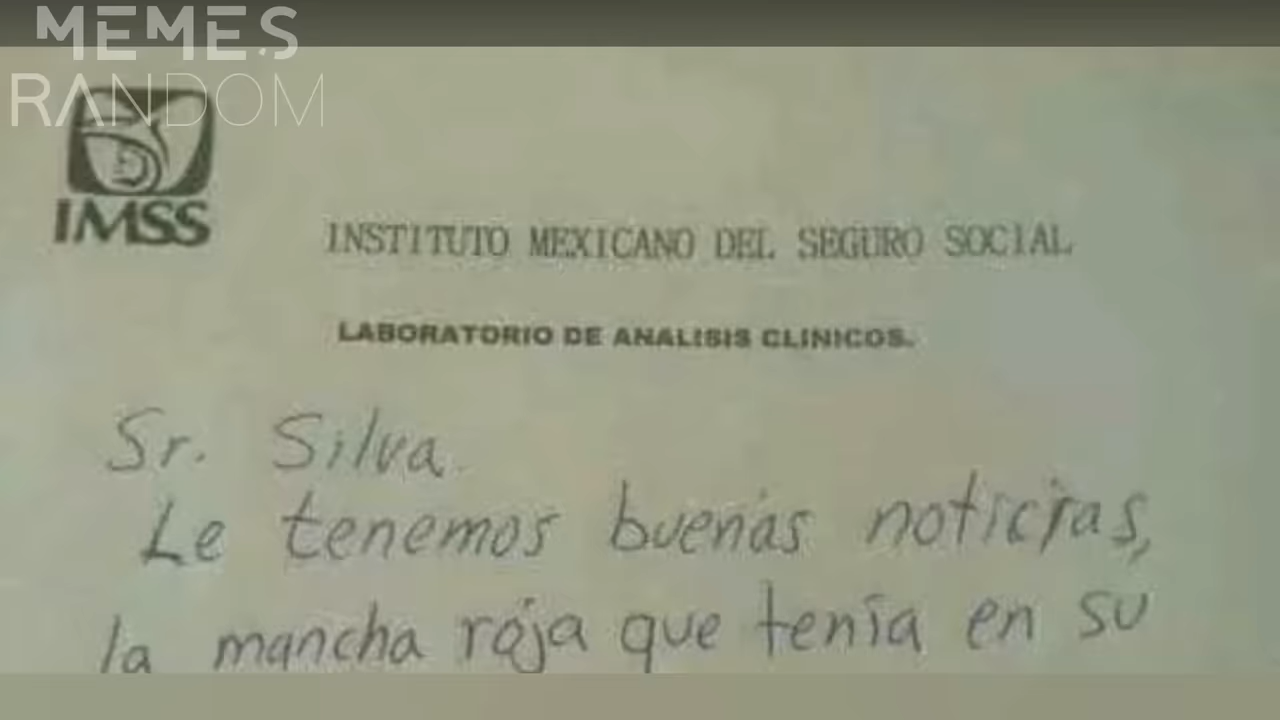 MEMES
RANDOM
IMSS
INSTITUTO MEXICANO DEL SEGURO SOCIAL
LABORATORIO DE ANALISIS CLINICOS.
Sr. Silva.
Le tenemos buenas noticias,
la mancha roja que tenía en su